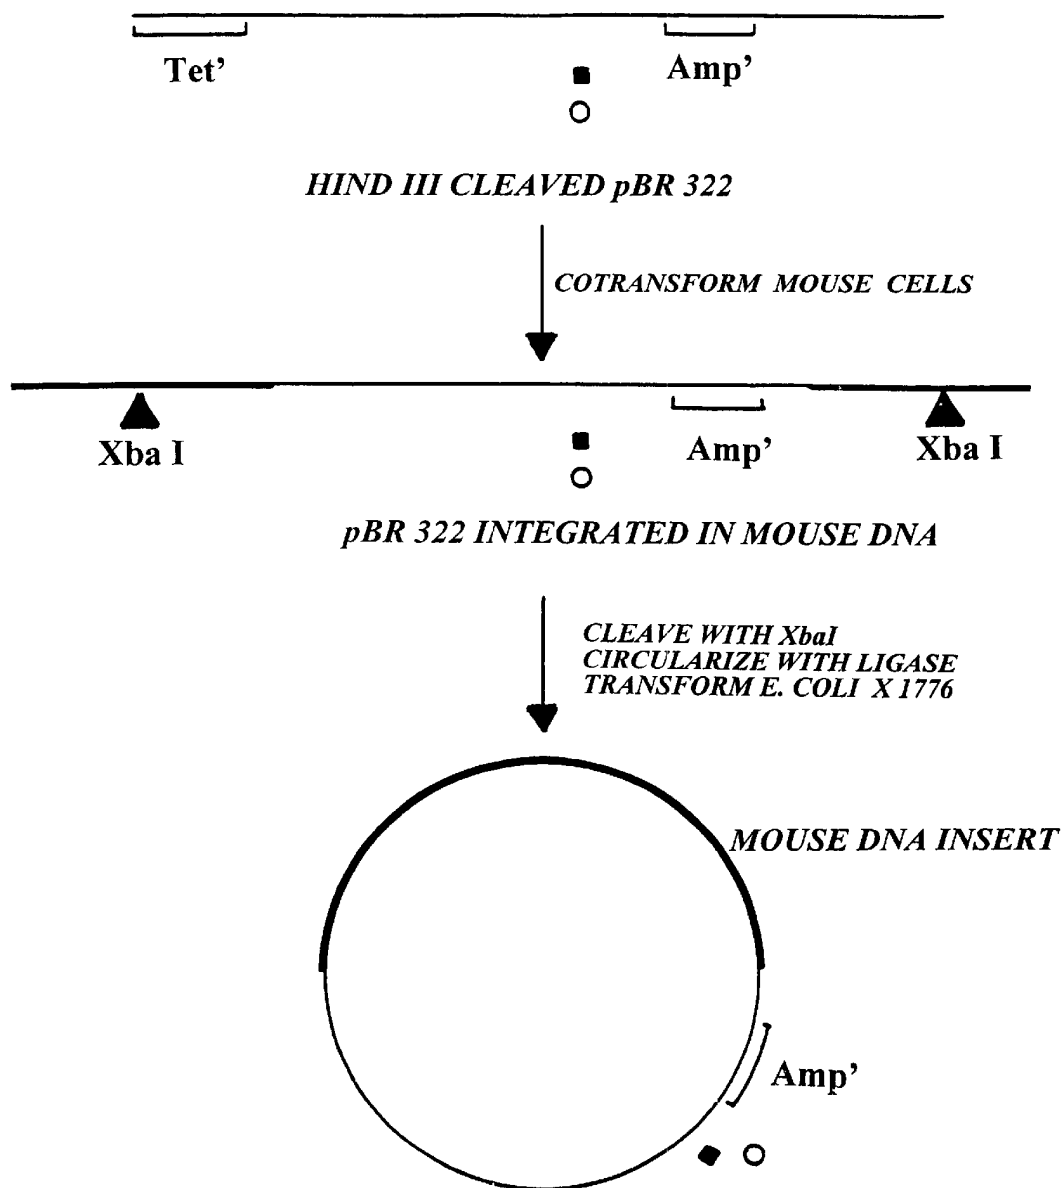 Tet'
Amp'
HIND III CLEAVED pBR 322
COTRANSFORM MOUSE CELLS
Xba I
Amp'
Xba I
pBR 322 INTEGRATED IN MOUSE DNA
CLEAVE WITH XbaI
CIRCULARIZE WITH LIGASE
TRANSFORM E. COLI X 1776
MOUSE DNA INSERT
Amp'